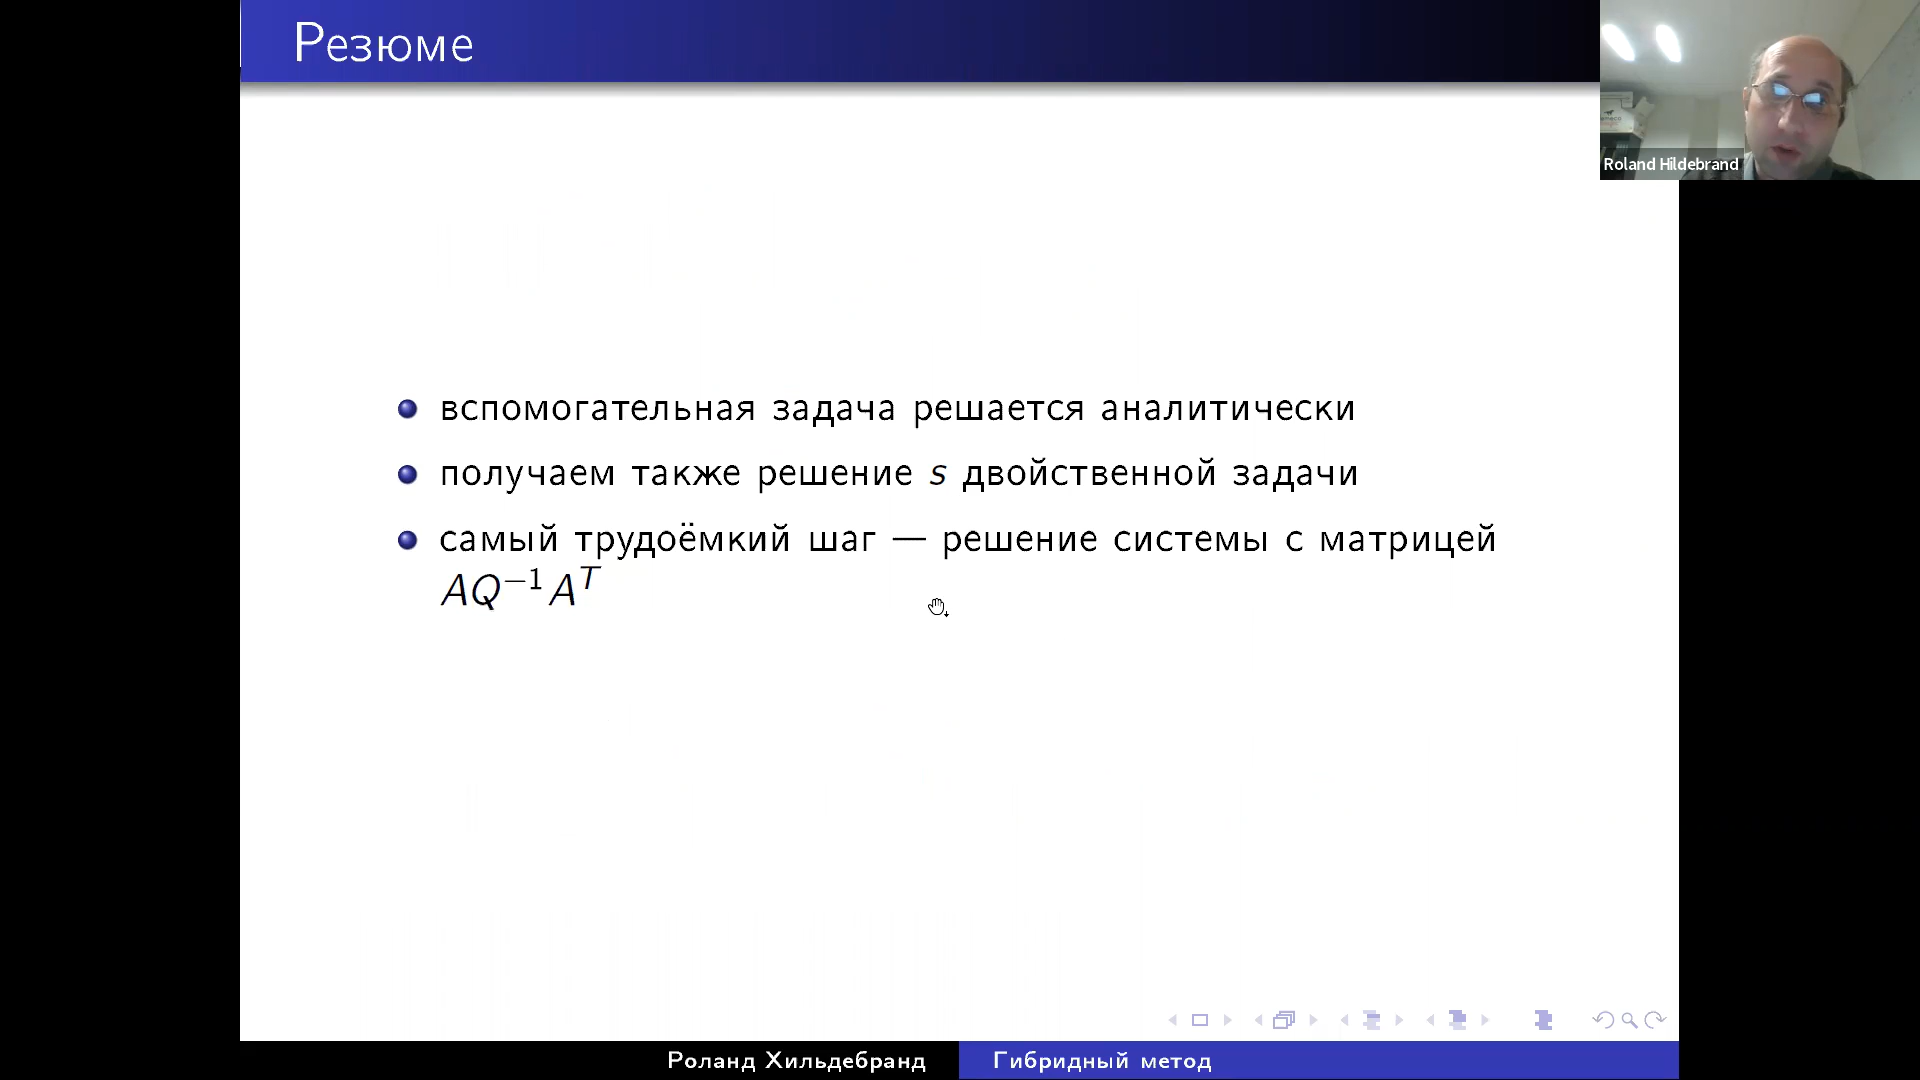 Резюме
Roland Hildebrand
вспомогательная задача решается аналитически
получаем также решение s двойственной задачи
самый трудоёмкий шаг — решение системы с матрицей
AQ⁻¹Aᵀ
Роланд Хильдебранд
Гибридный метод